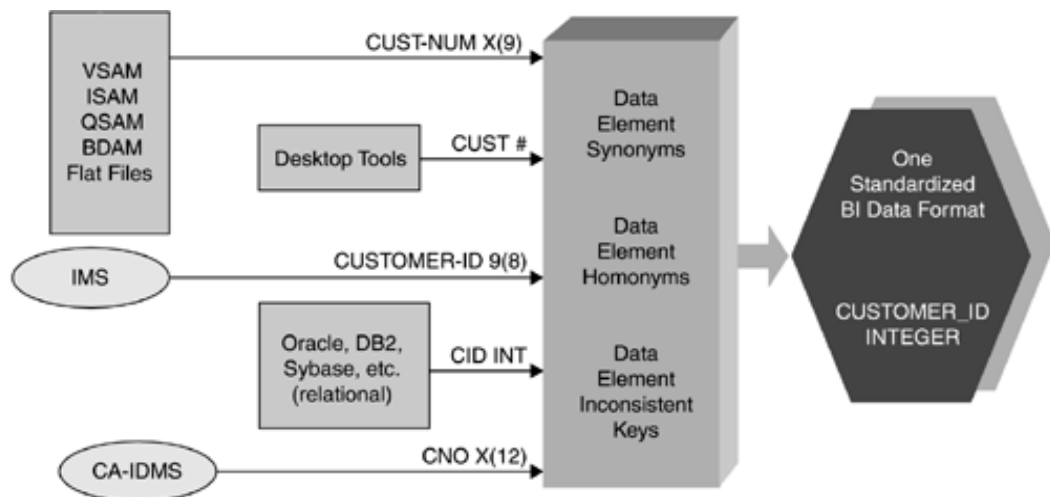 VSAM
ISAM
QSAM
BDAM
Flat Files
CUST-NUM X(9)
Desktop Tools
CUST #
IMS
CUSTOMER-ID 9(8)
Oracle, DB2,
Sybase, etc.
(relational)
CID INT
CA-IDMS
CNO X(12)
Data
Element
Synonyms
Data
Element
Homonyms
Data
Element
Inconsistent
Keys
One
Standardized
BI Data Format
CUSTOMER_ID
INTEGER